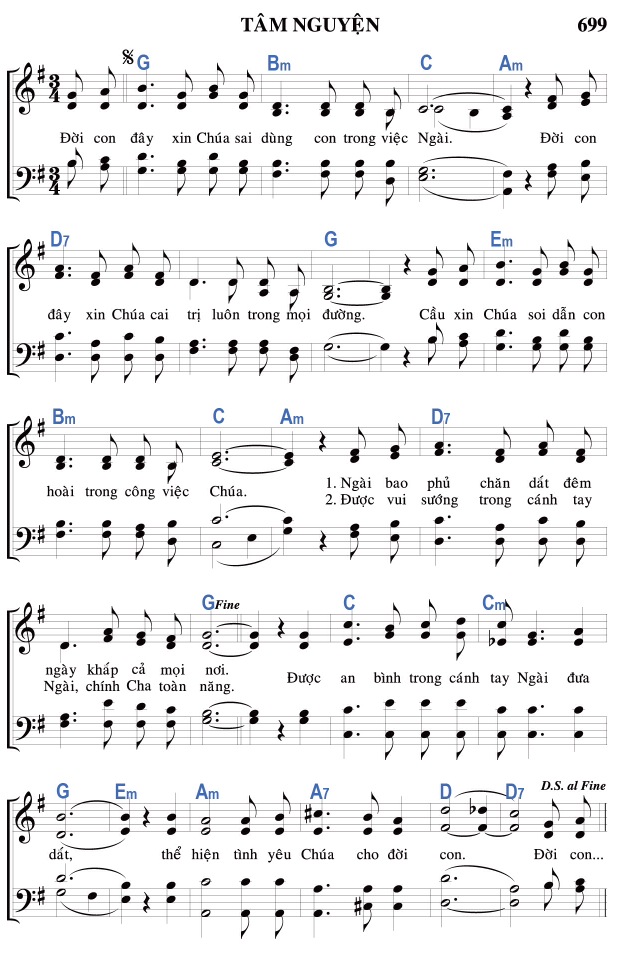 TÂM NGUYỆN 699
G Bm C Am
Đời con đây xin Chúa sai dùng con trong việc Ngài. Đời con
D7 G Em
đây xin Chúa cai trị luôn trong mọi đường. Cầu xin Chúa soi dẫn con
Bm C Am D7
hoài trong công việc Chúa. 1. Ngài bao phủ chăn dất đêm
2. Được vui sướng trong cánh tay
G Fine C Cm
ngày khắp cả mọi nơi.
Ngài, chính Cha toàn năng. Được an bình trong cánh tay Ngài đưa
D.S. al Fine
G Em Am A7 D D7
dất, thể hiện tình yêu Chúa cho đời con. Đời con...